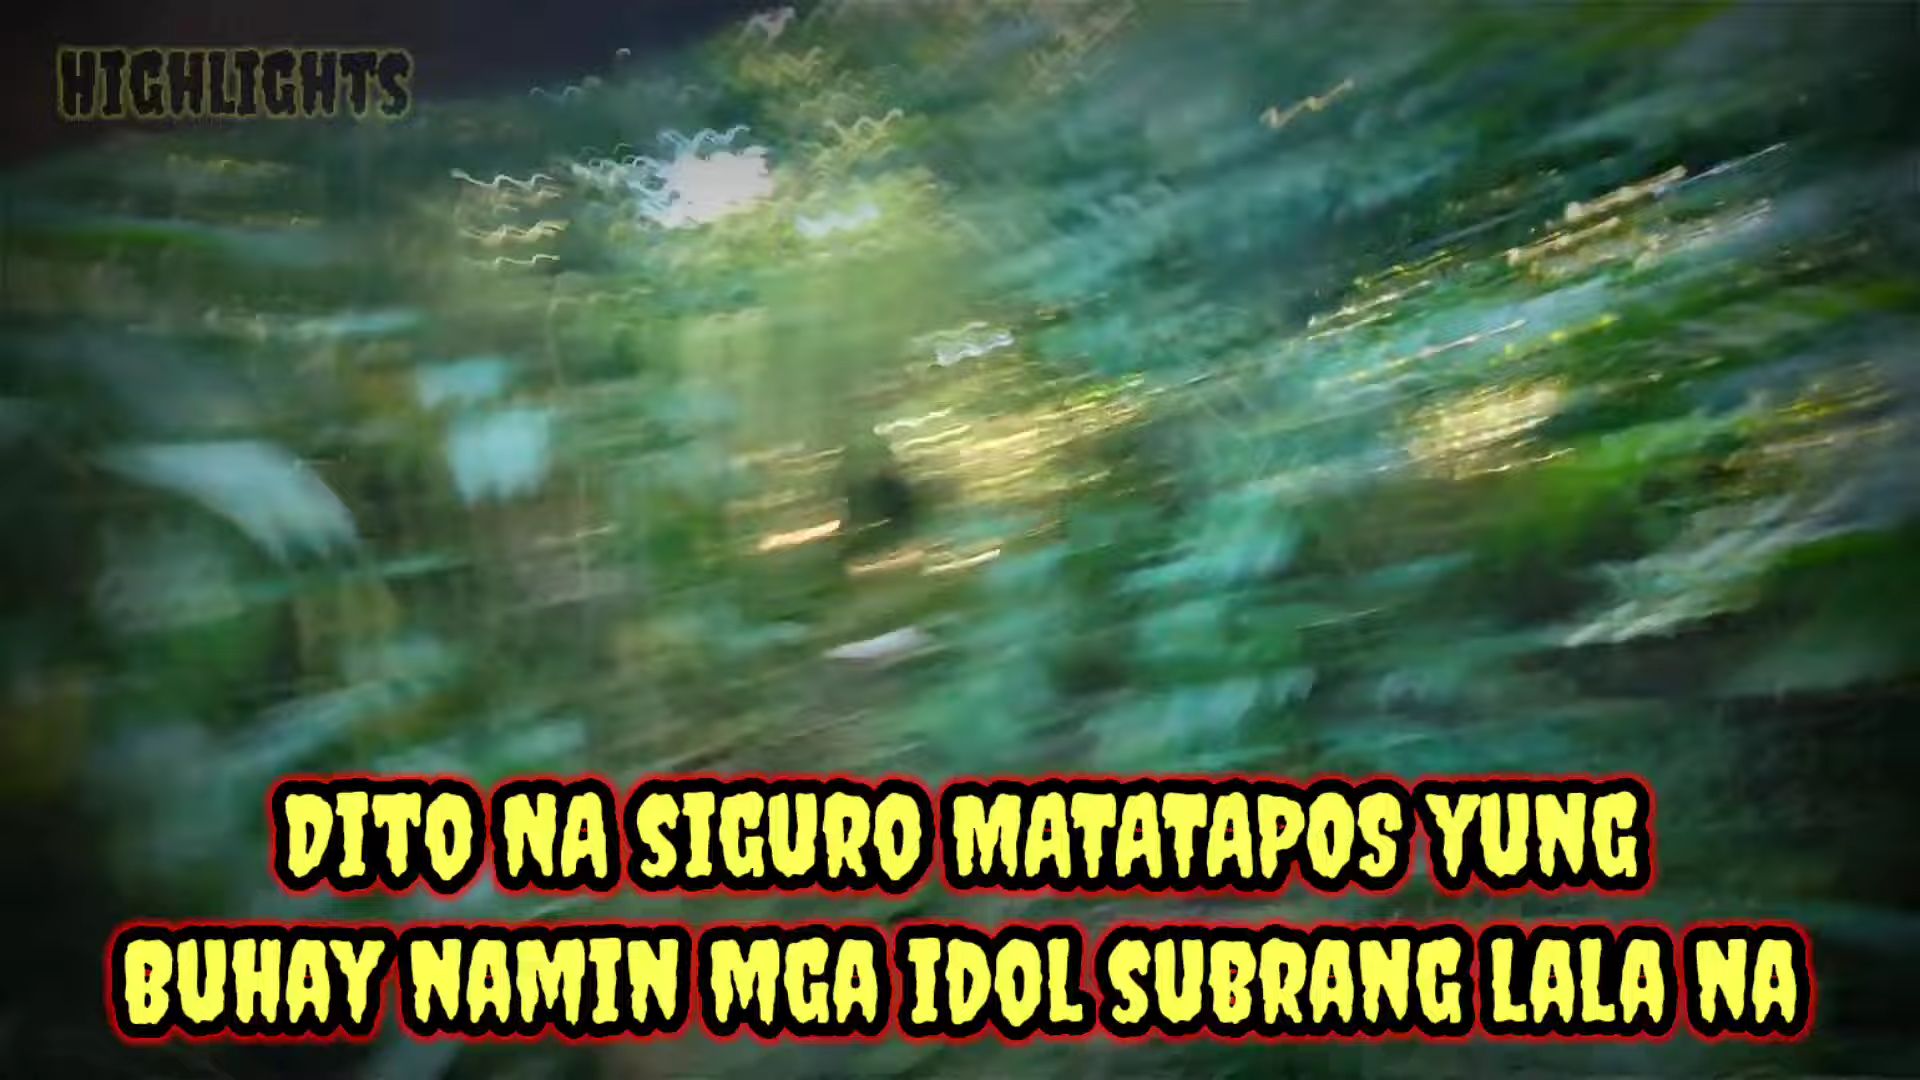 HIGHLIGHTS
DITO NA SIGURO MATATAPOS YUNG
BUHAY NAMIN MGA IDOL SUBRANG LALA NA